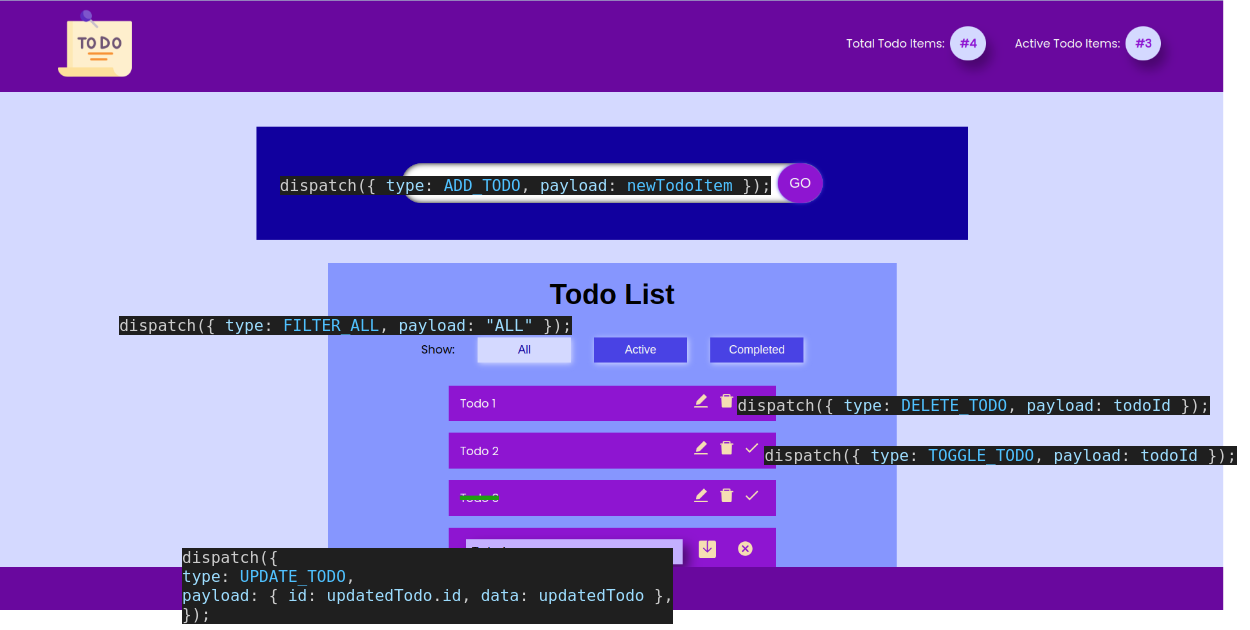 TODO
Total Todo Items: #4
Active Todo Items: #3
dispatch({ type: ADD_TODO, payload: newTodoItem });
GO
Todo List
dispatch({ type: FILTER_ALL, payload: "ALL" });
Show: All Active Completed
Todo 1
dispatch({ type: DELETE_TODO, payload: todoId });
Todo 2
dispatch({ type: TOGGLE_TODO, payload: todoId });
Todo 3
dispatch({
type: UPDATE_TODO,
payload: { id: updatedTodo.id, data: updatedTodo },
});